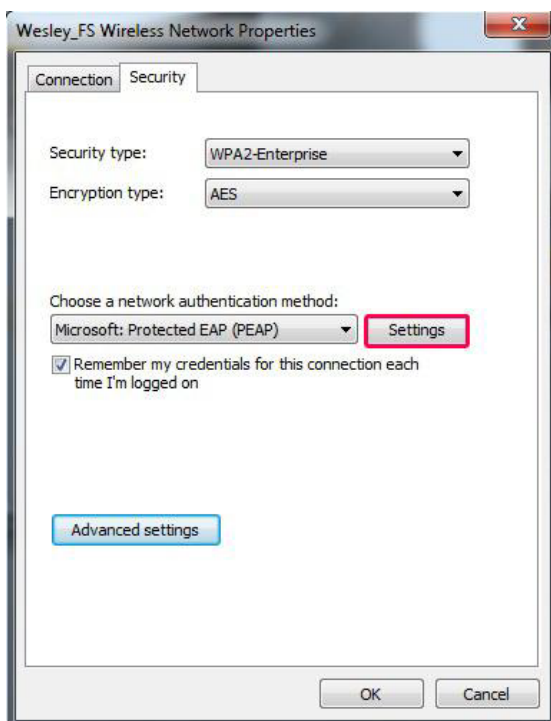 Wesley_FS Wireless Network Properties
Connection Security
Security type: WPA2-Enterprise
Encryption type: AES
Choose a network authentication method:
Microsoft: Protected EAP (PEAP) Settings
Remember my credentials for this connection each
time I'm logged on
Advanced settings
OK Cancel